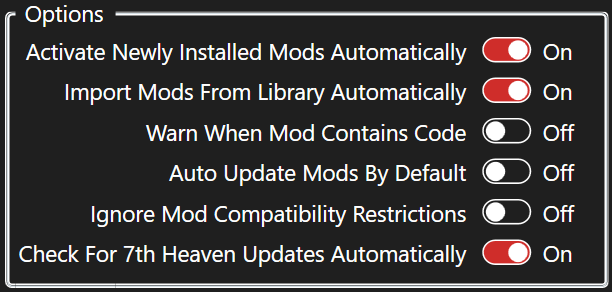 Options
Activate Newly Installed Mods Automatically On
Import Mods From Library Automatically On
Warn When Mod Contains Code Off
Auto Update Mods By Default Off
Ignore Mod Compatibility Restrictions Off
Check For 7th Heaven Updates Automatically On